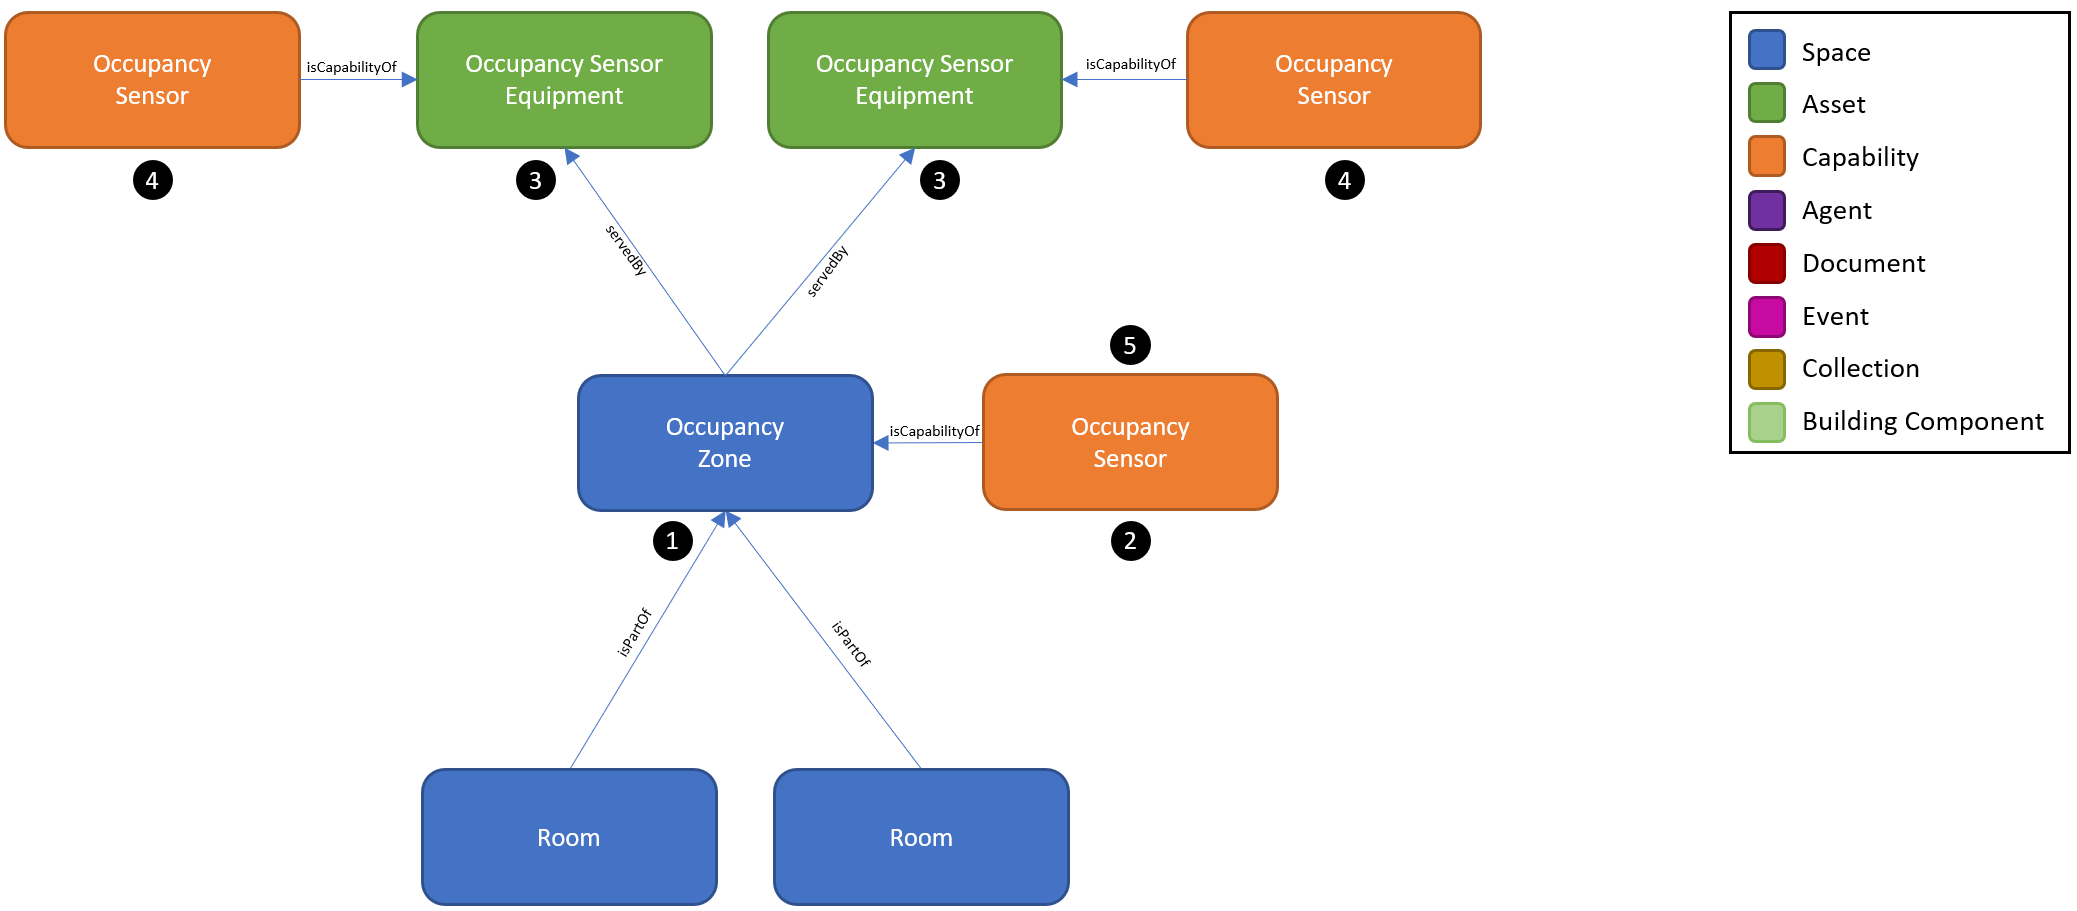 Occupancy
Sensor
isCapabilityOf
Occupancy Sensor
Equipment
Occupancy Sensor
Equipment
isCapabilityOf
Occupancy
Sensor
4
3
3
4
servedBy
servedBy
5
Occupancy
Zone
isCapabilityOf
Occupancy
Sensor
1
2
isPartOf
isPartOf
Room
Room
Space
Asset
Capability
Agent
Document
Event
Collection
Building Component